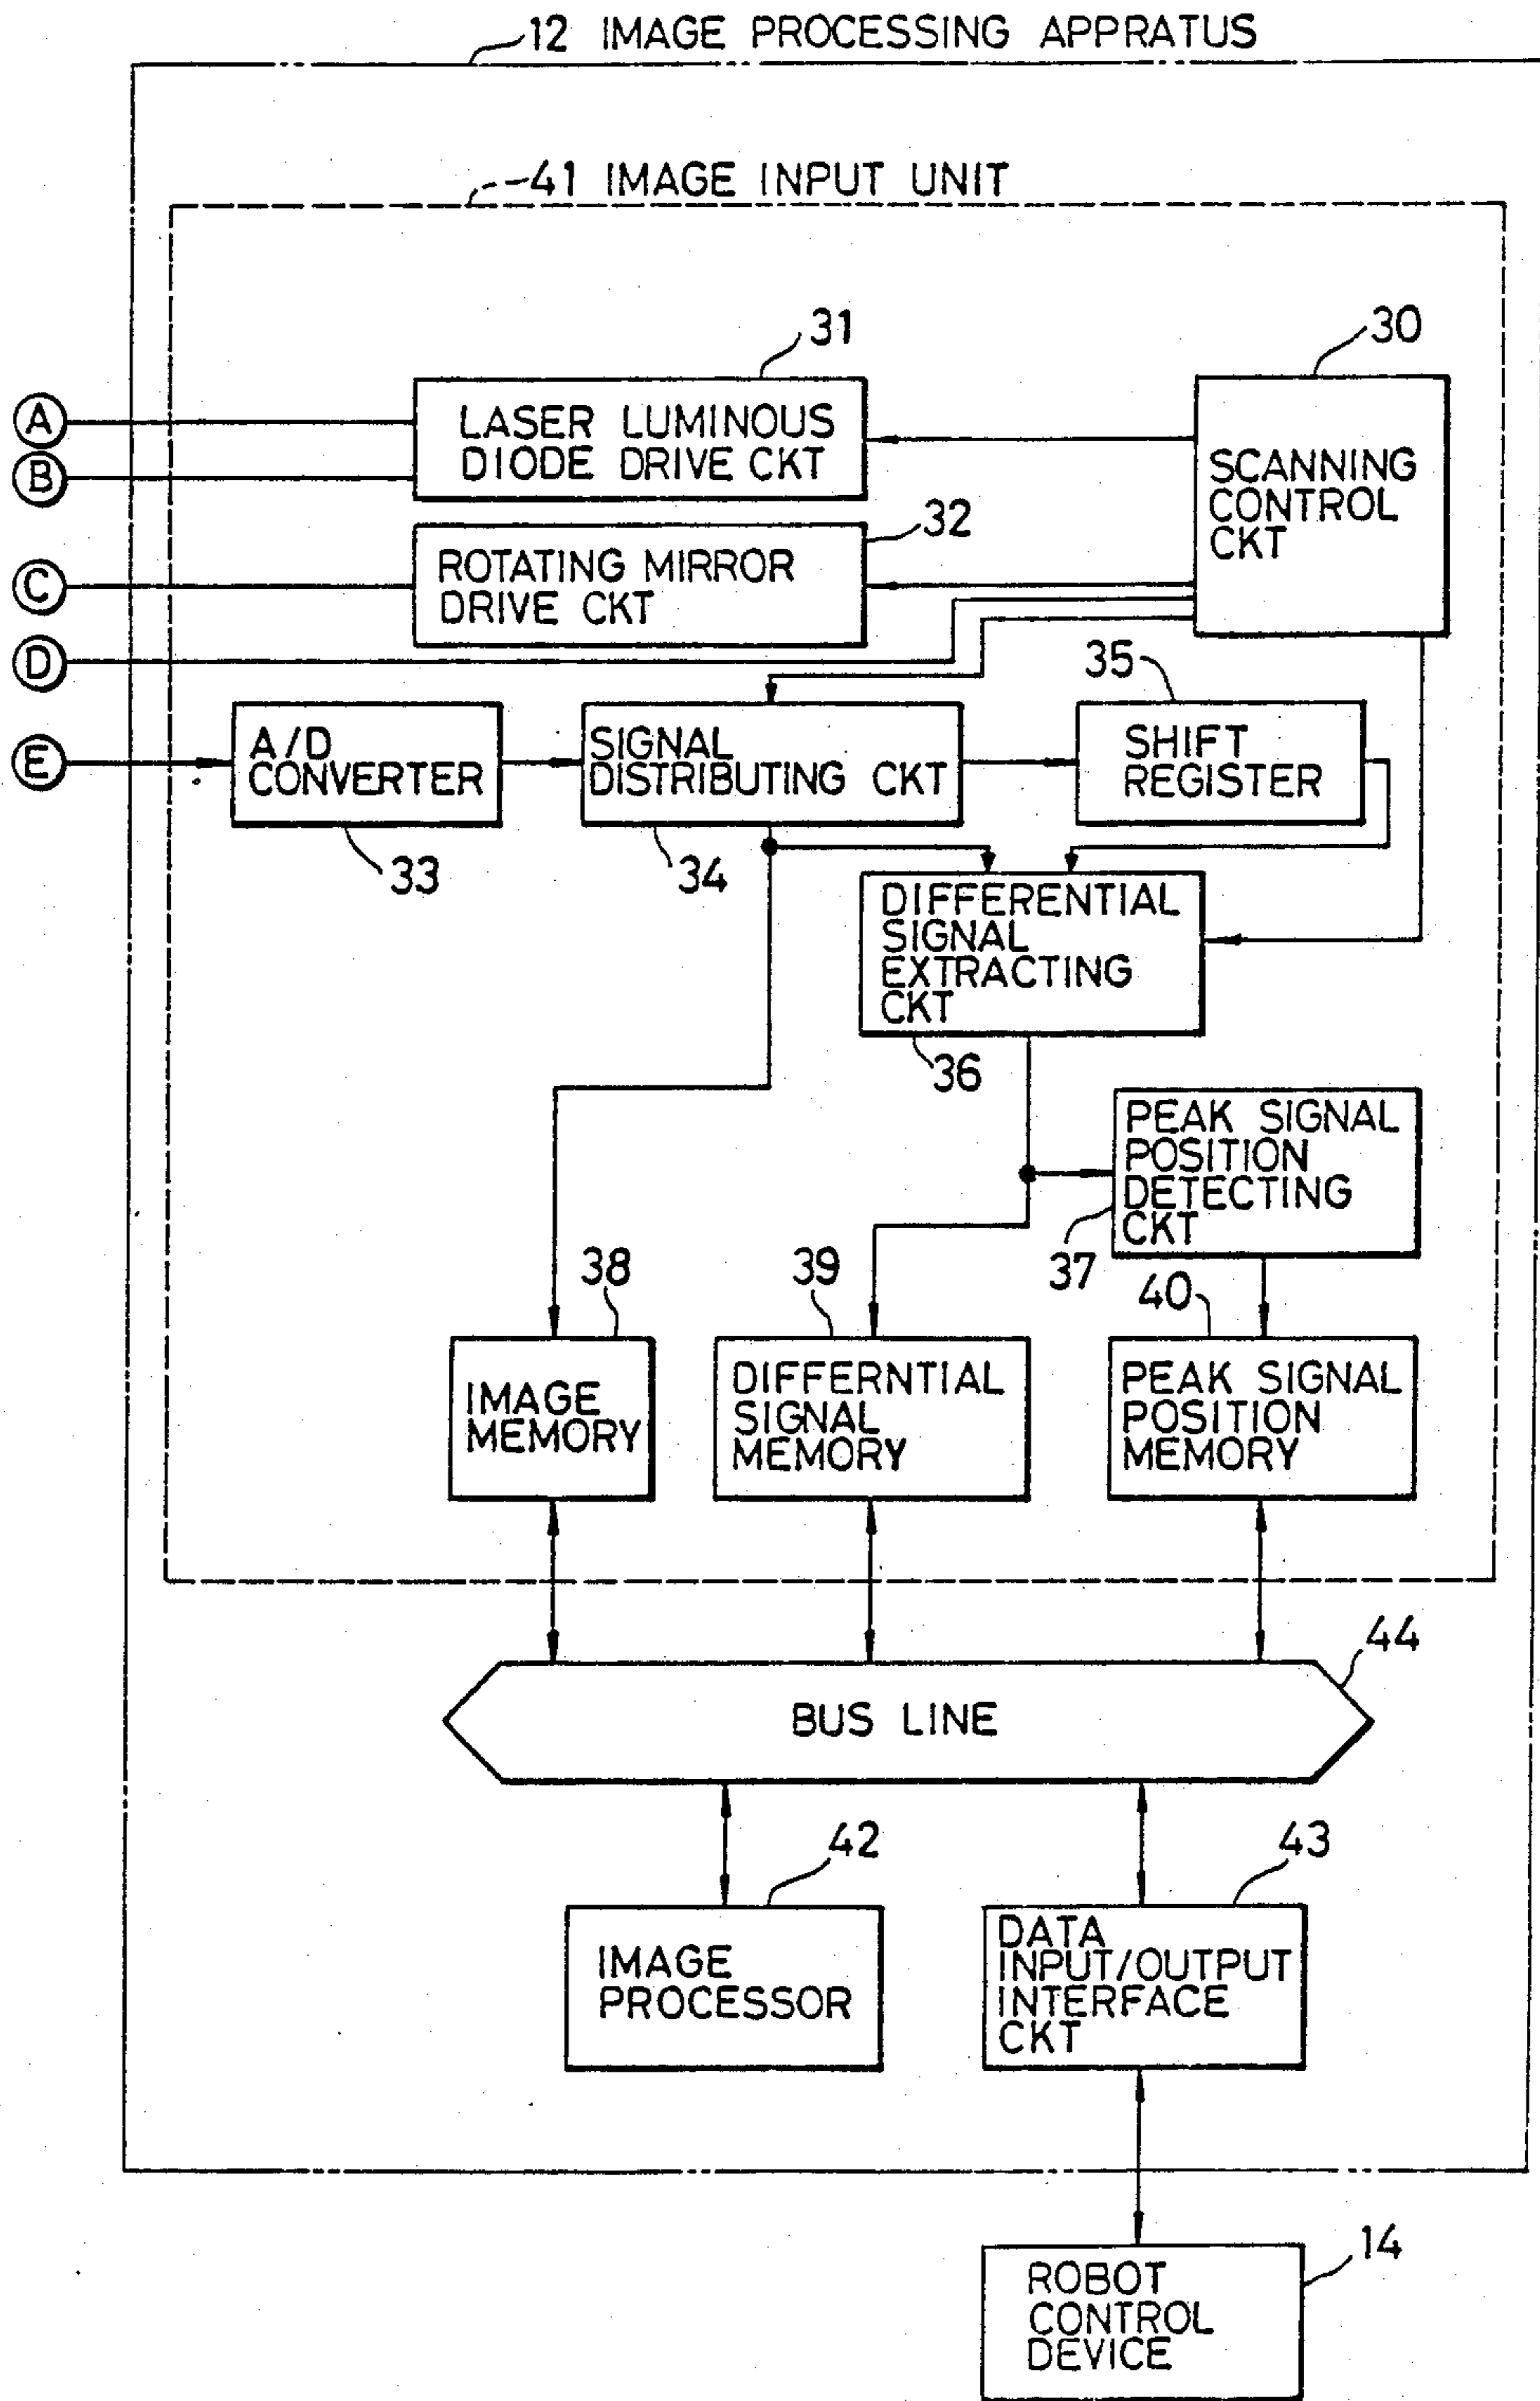 12 IMAGE PROCESSING APPRATUS
41 IMAGE INPUT UNIT
31
30
A
LASER LUMINOUS
DIODE DRIVE CKT
B
SCANNING
CONTROL
CKT
32
C
ROTATING MIRROR
DRIVE CKT
D
35
E
A/D
CONVERTER
SIGNAL
DISTRIBUTING CKT
SHIFT
REGISTER
33
34
DIFFERENTIAL
SIGNAL
EXTRACTING
CKT
36
PEAK SIGNAL
POSITION
DETECTING
CKT
37
38
39
40
IMAGE
MEMORY
DIFFERNTIAL
SIGNAL
MEMORY
PEAK SIGNAL
POSITION
MEMORY
44
BUS LINE
42
43
IMAGE
PROCESSOR
DATA
INPUT/OUTPUT
INTERFACE
CKT
14
ROBOT
CONTROL
DEVICE